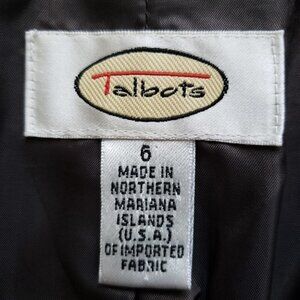 Talbots
6
MADE IN
NORTHERN
MARIANA
ISLANDS
(U.S.A.)
OF IMPORTED
FABRIC